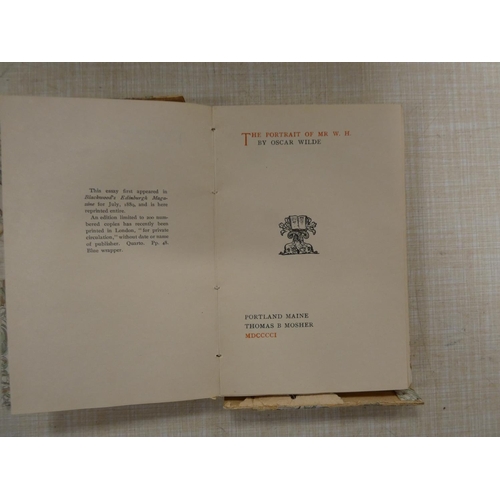 This essay first appeared in
Blackwood's Edinburgh Maga-
zine for July, 1889, and is here
reprinted entire.
An edition limited to 200 num-
bered copies has recently been
printed in London, "for private
circulation," without date or name
of publisher. Quarto. Pp. 48.
Blue wrapper.
THE PORTRAIT OF MR. W. H.
BY OSCAR WILDE
PORTLAND MAINE
THOMAS B MOSHER
MDCCCCI